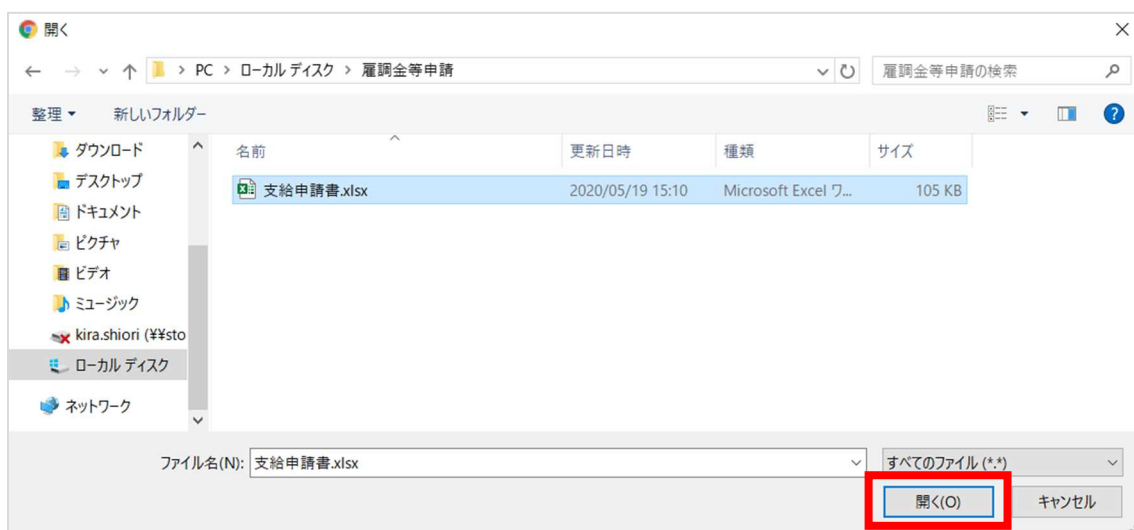 開く
PC > ローカル ディスク > 雇調金等申請
雇調金等申請の検索
整理 新しいフォルダー
名前 更新日時 種類 サイズ
支給申請書.xlsx 2020/05/19 15:10 Microsoft Excel ワ... 105 KB
ダウンロード
デスクトップ
ドキュメント
ピクチャ
ビデオ
ミュージック
kira.shiori (¥¥sto
ローカル ディスク
ネットワーク
ファイル名(N): 支給申請書.xlsx すべてのファイル (*.*)
開く(O) キャンセル